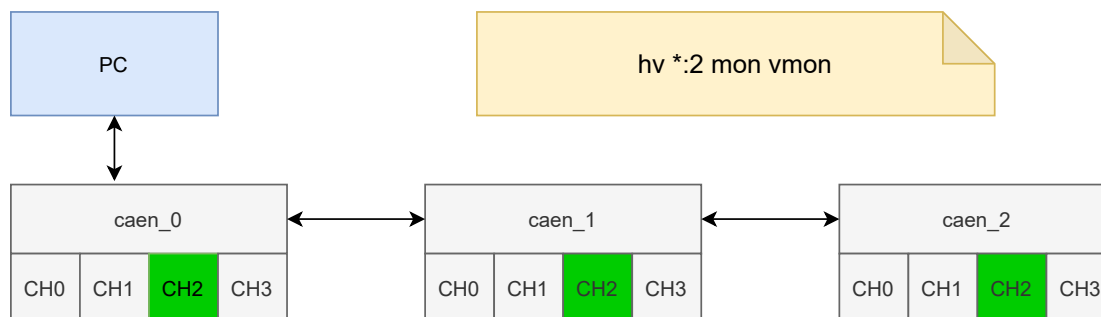 PC
hv *:2 mon vmon
caen_0
caen_1
caen_2
CH0 CH1 CH2 CH3
CH0 CH1 CH2 CH3
CH0 CH1 CH2 CH3